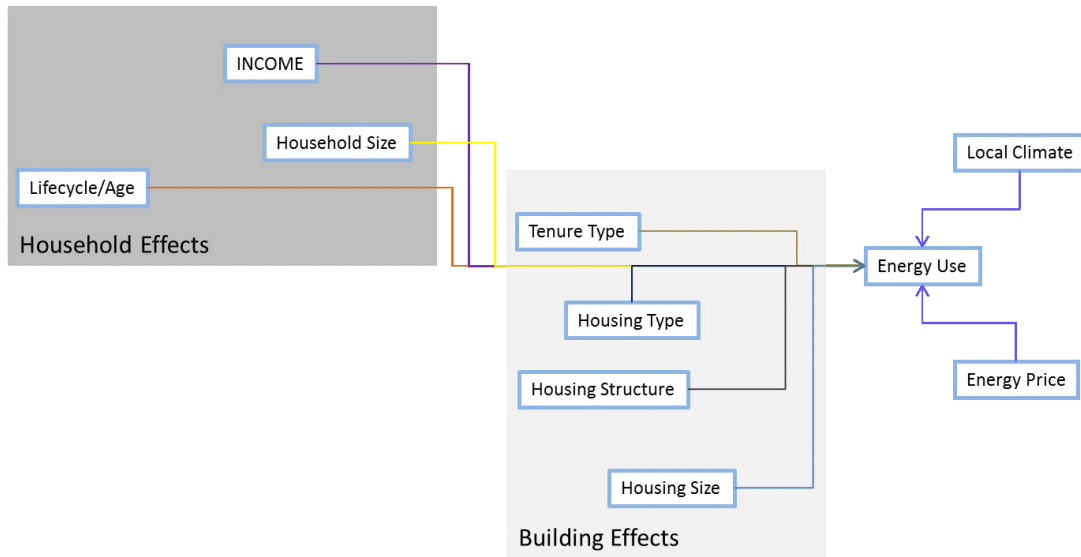 INCOME
Household Size
Lifecycle/Age
Household Effects
Tenure Type
Housing Type
Housing Structure
Housing Size
Building Effects
Local Climate
Energy Use
Energy Price